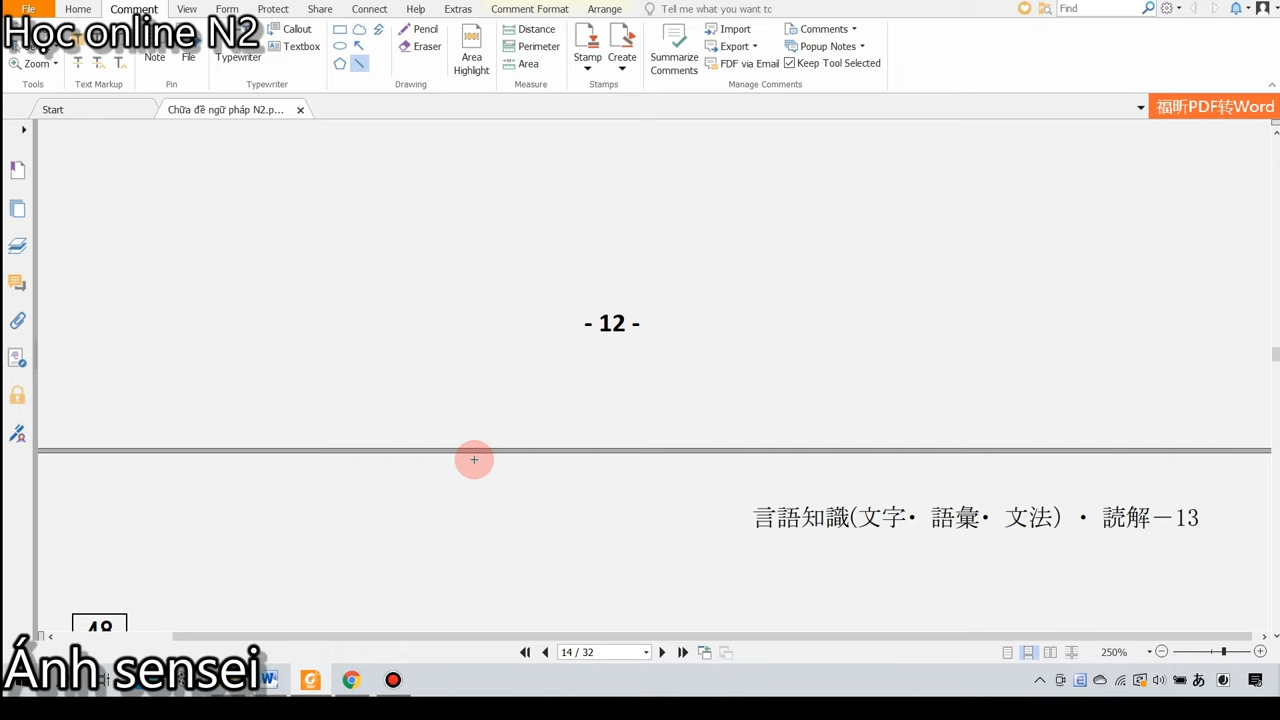 File Home Comment View Form Protect Share Connect Help Extras Comment Format Arrange Tell me what you want tc Find
Học online N2
Callout Pencil Distance Import Comments
Textbox Eraser Perimeter Export Popup Notes
Zoom Note File Typewriter Area Highlight Area Stamp Create Summarize Comments FDF via Email Keep Tool Selected
Tools Text Markup Pin Typewriter Drawing Measure Stamps Manage Comments
Start Chữa đề ngữ pháp N2.p... 福昕PDF转Word
- 12 -
言語知識(文字・ 語彙・ 文法) ・ 読解－13
48
Ánh sensei
14 / 32 250%